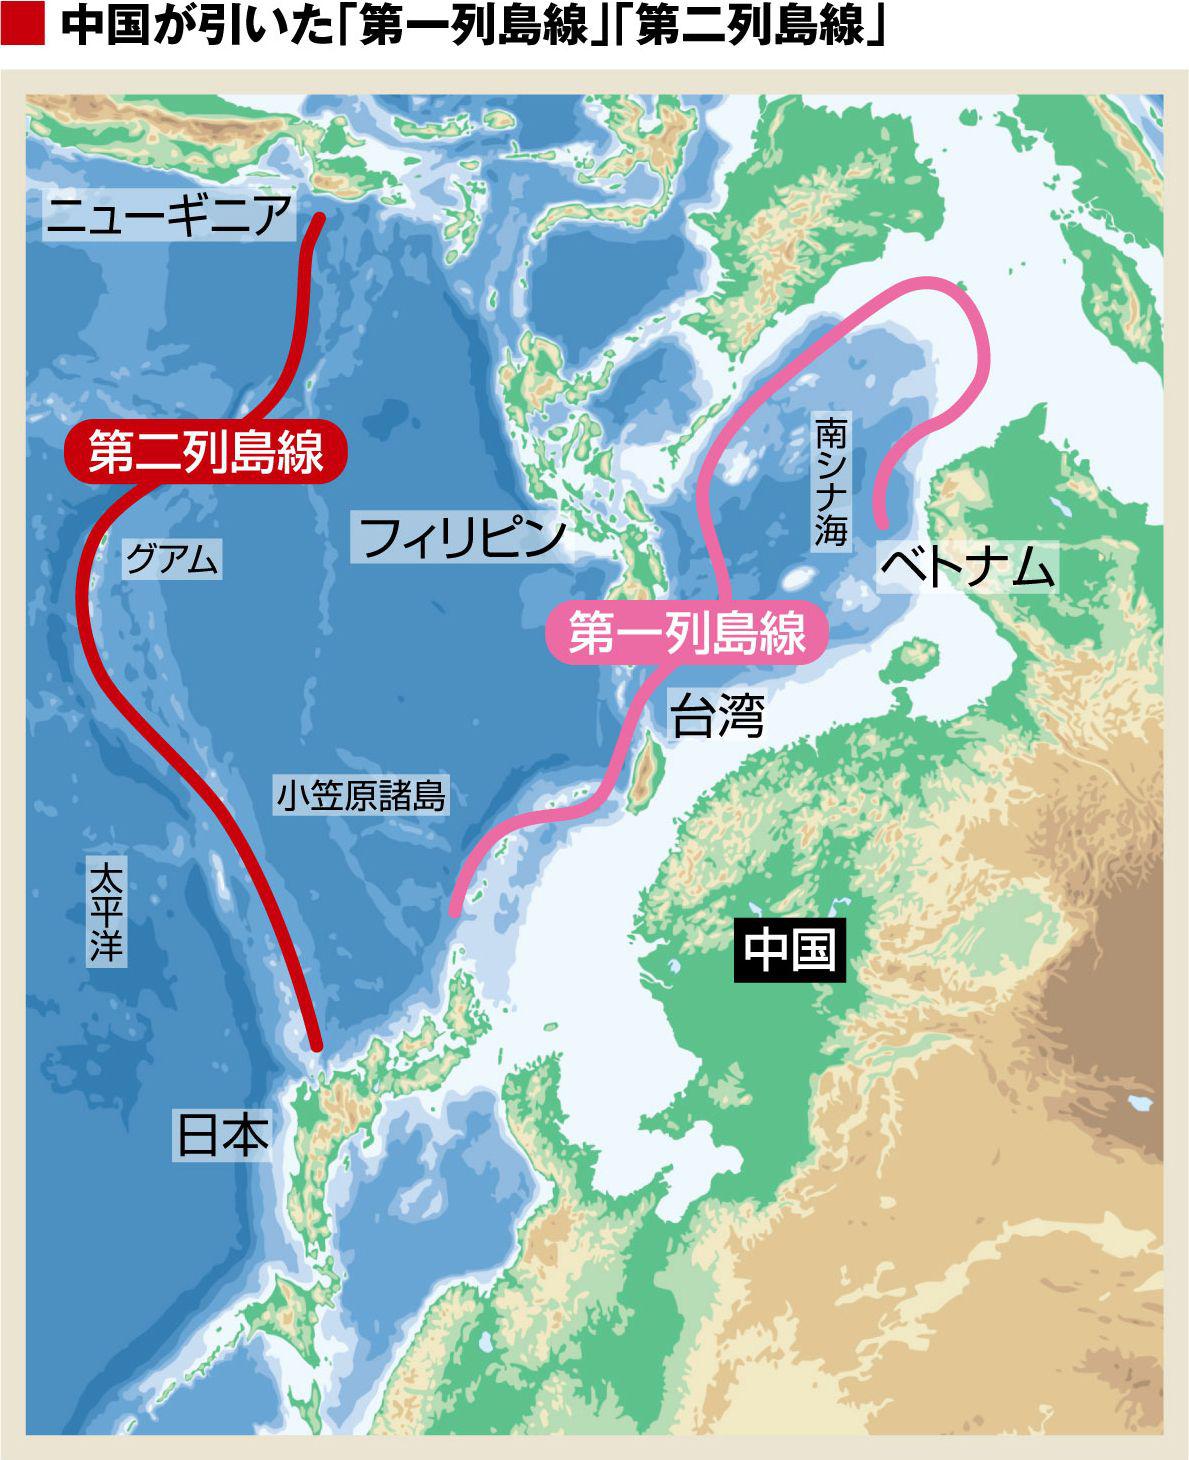 中国が引いた「第一列島線」「第二列島線」
ニューギニア
第二列島線
南シナ海
フィリピン
グアム
ベトナム
第一列島線
台湾
小笠原諸島
太平洋
中国
日本